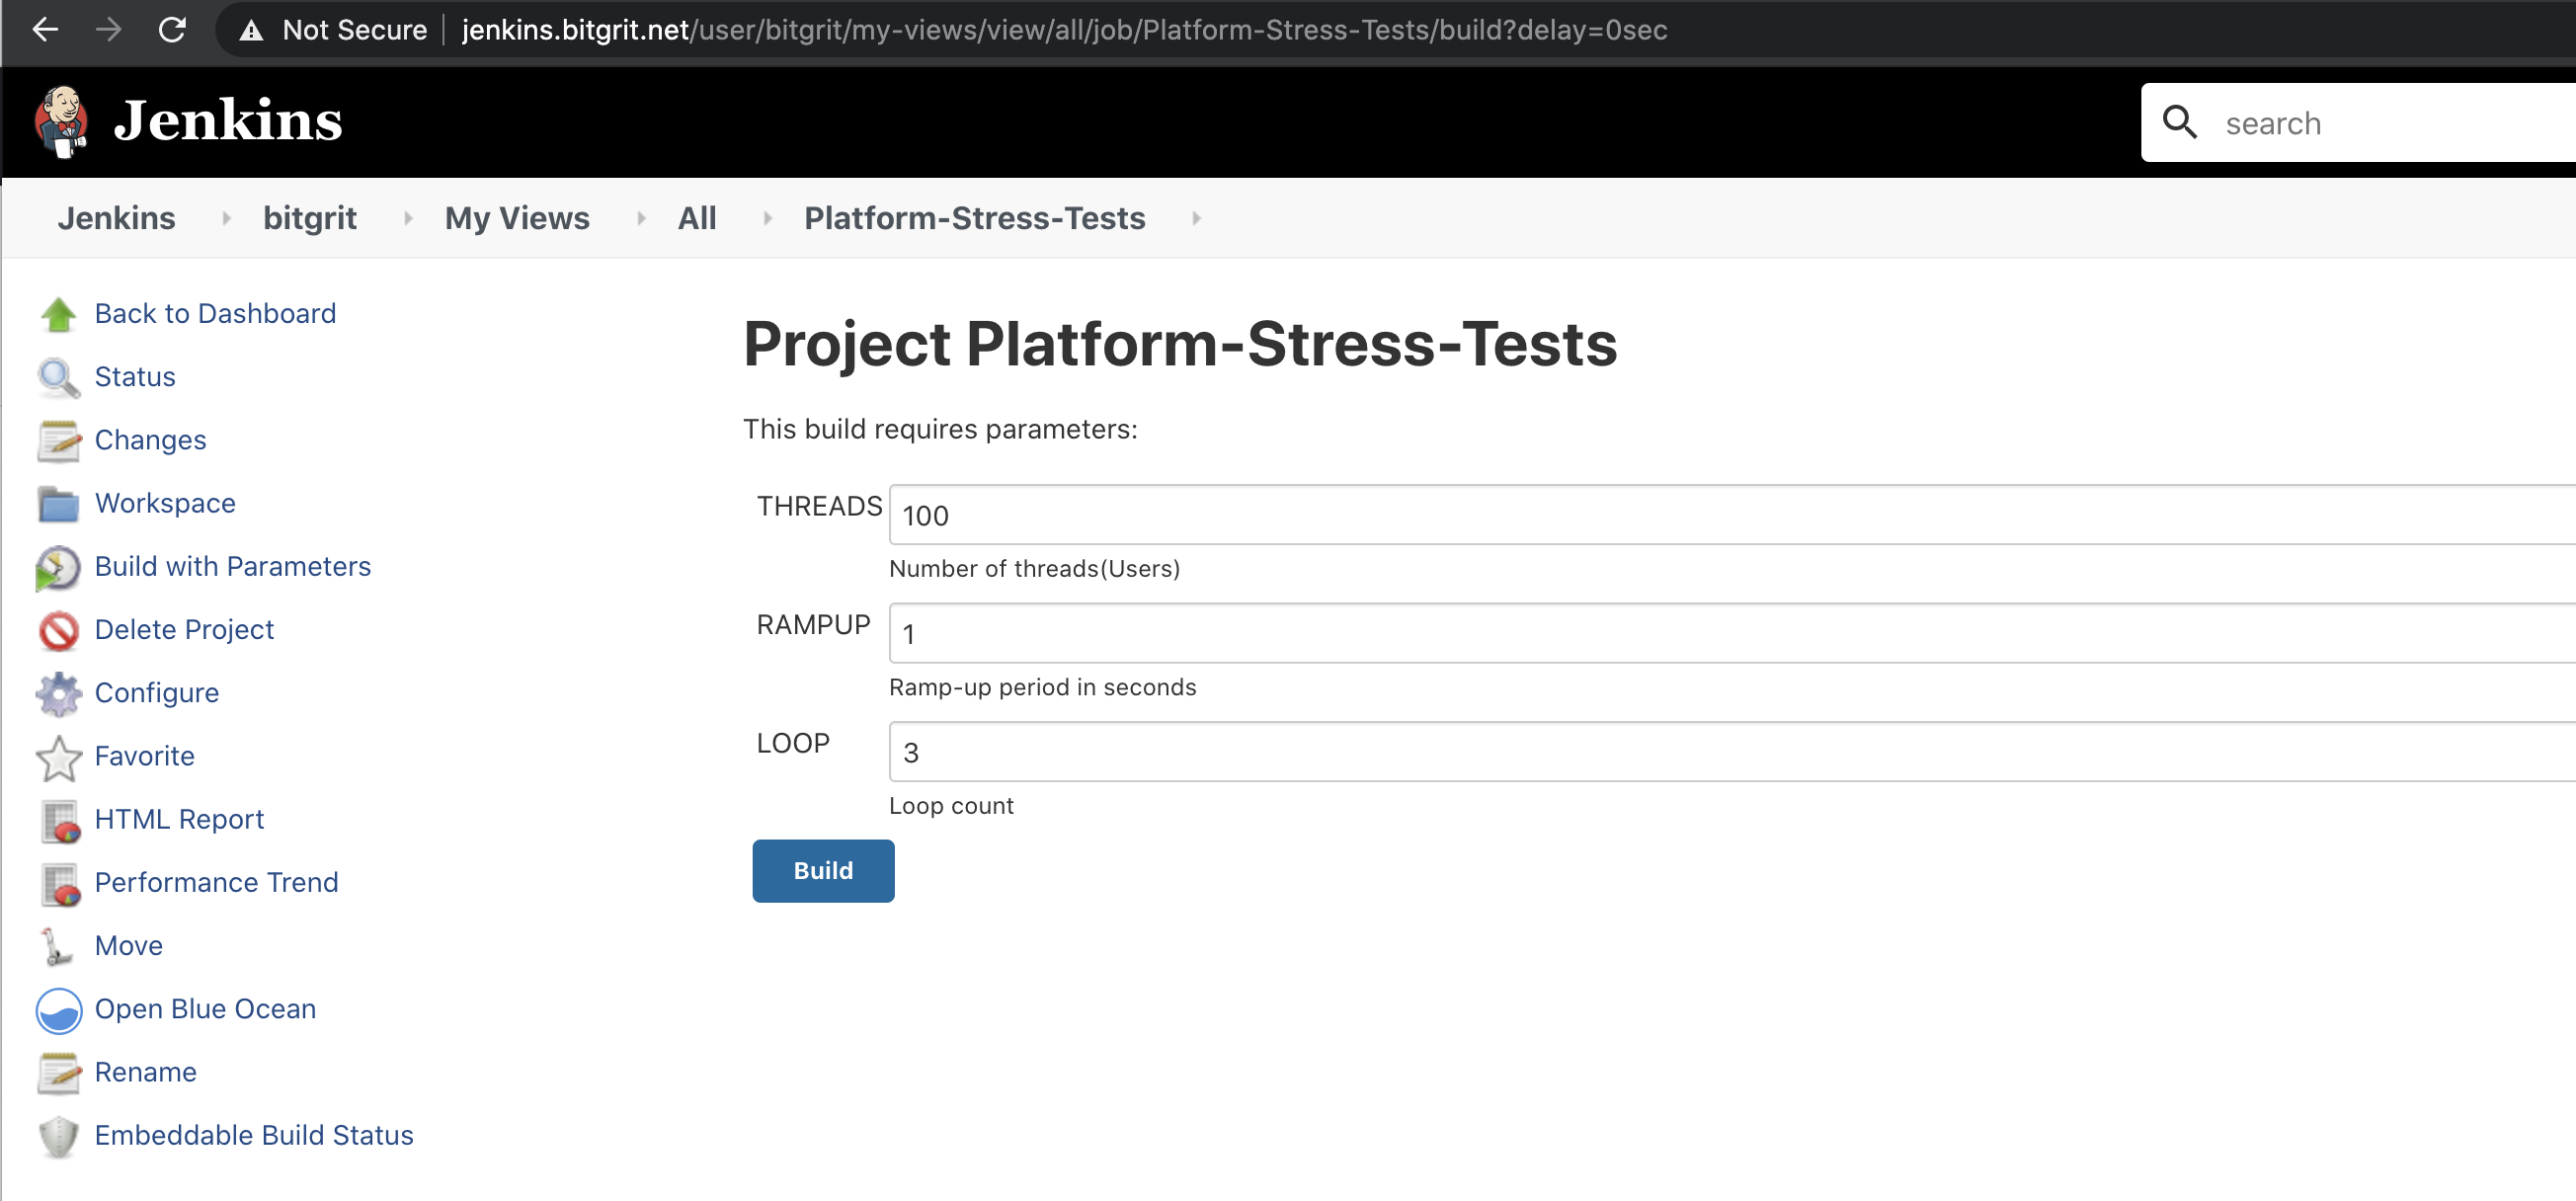 Not Secure jenkins.bitgrit.net/user/bitgrit/my-views/view/all/job/Platform-Stress-Tests/build?delay=0sec
Jenkins
search
Jenkins bitgrit My Views All Platform-Stress-Tests
Back to Dashboard
Status
Changes
Workspace
Build with Parameters
Delete Project
Configure
Favorite
HTML Report
Performance Trend
Move
Open Blue Ocean
Rename
Embeddable Build Status
Project Platform-Stress-Tests
This build requires parameters:
THREADS 100
Number of threads(Users)
RAMPUP 1
Ramp-up period in seconds
LOOP 3
Loop count
Build